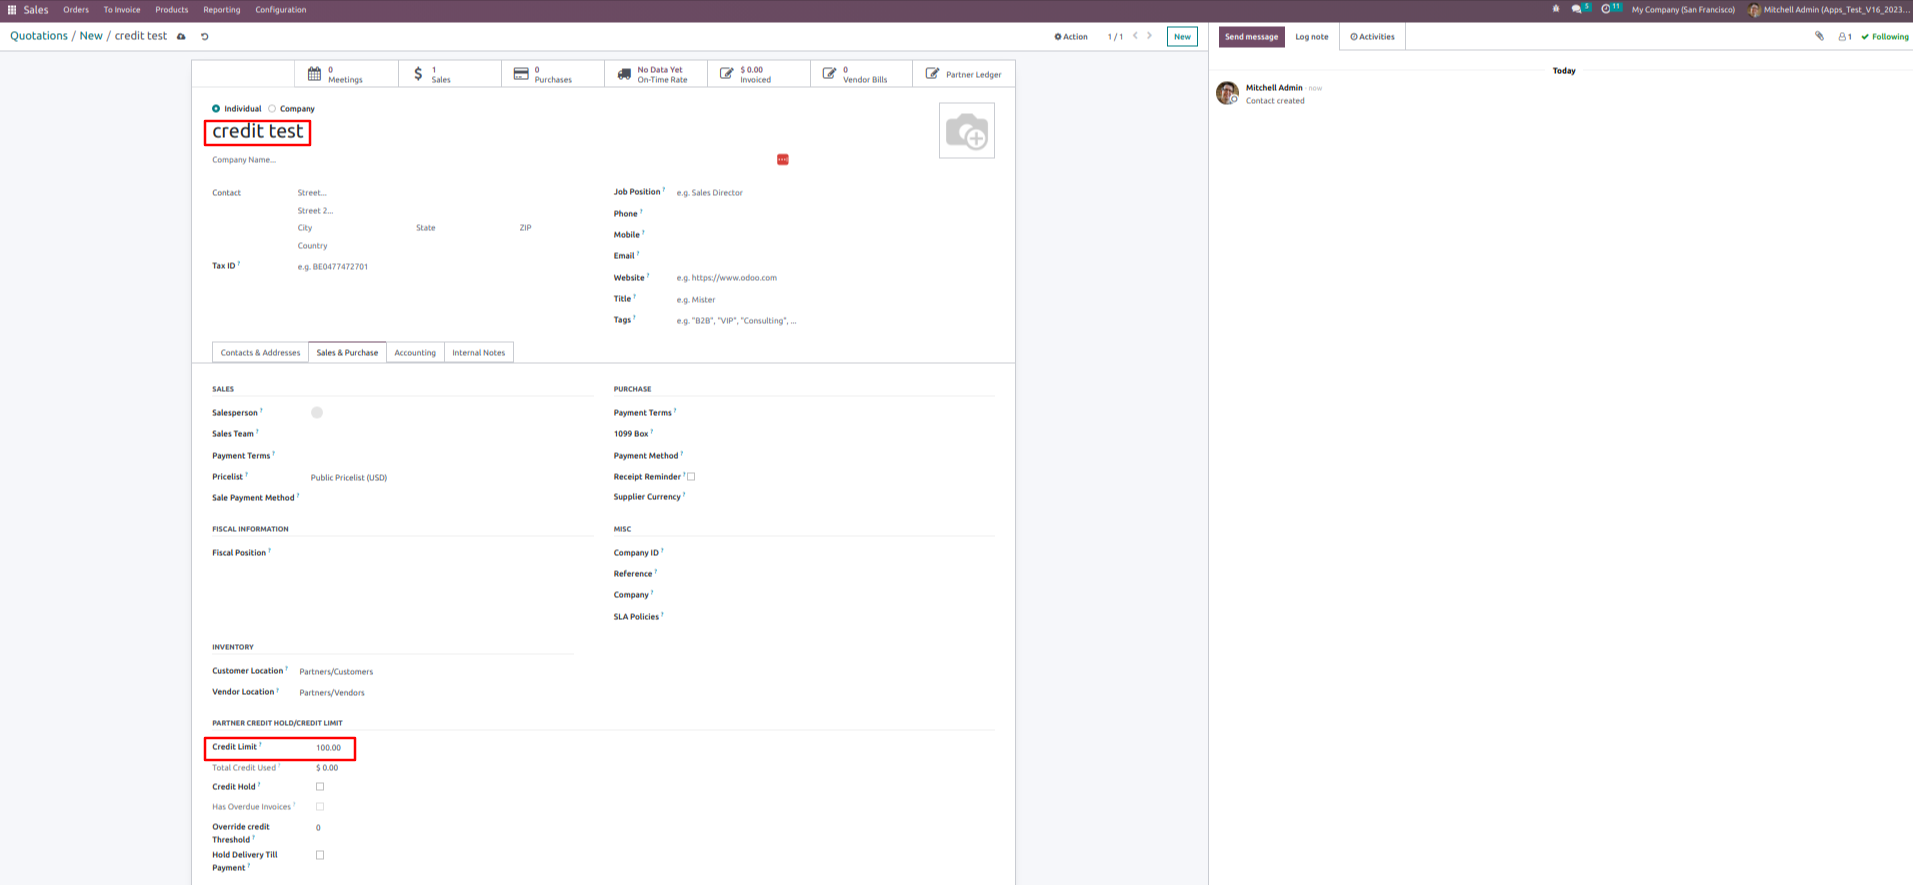 Sales Orders To Invoice Products Reporting Configuration 5 11 My Company (San Francisco) Mitchell Admin (Apps_Test_V16_2023...
Quotations / New / credit test Action 1 / 1 New Send message Log note Activities 1 Following
0 Meetings
1 Sales
0 Purchases
No Data Yet On-Time Rate
$ 0.00 Invoiced
0 Vendor Bills
Partner Ledger
Today
Mitchell Admin - now
Contact created
Individual Company
credit test
Company Name...
Contact Street...
Street 2...
City State ZIP
Country
Tax ID ? e.g. BE0477472701
Job Position ? e.g. Sales Director
Phone ?
Mobile ?
Email ?
Website ? e.g. https://www.odoo.com
Title ? e.g. Mister
Tags ? e.g. "B2B", "VIP", "Consulting", ...
Contacts & Addresses Sales & Purchase Accounting Internal Notes
SALES
Salesperson ?
Sales Team ?
Payment Terms ?
Pricelist ? Public Pricelist (USD)
Sale Payment Method ?
PURCHASE
Payment Terms ?
1099 Box ?
Payment Method ?
Receipt Reminder ?
Supplier Currency ?
FISCAL INFORMATION
Fiscal Position ?
MISC
Company ID ?
Reference ?
Company ?
SLA Policies ?
INVENTORY
Customer Location ? Partners/Customers
Vendor Location ? Partners/Vendors
PARTNER CREDIT HOLD/CREDIT LIMIT
Credit Limit ? 100.00
Total Credit Used ? $ 0.00
Credit Hold ?
Has Overdue Invoices ?
Override credit 0
Threshold ?
Hold Delivery Till
Payment ?